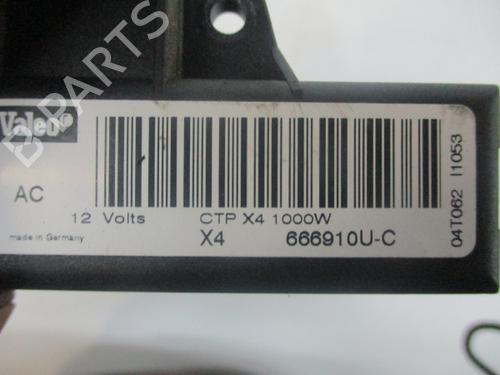 Valeo
AC
12 Volts CTP X4 1000W
made in Germany X4 666910U-C
04T062 I1053
B-PARTS